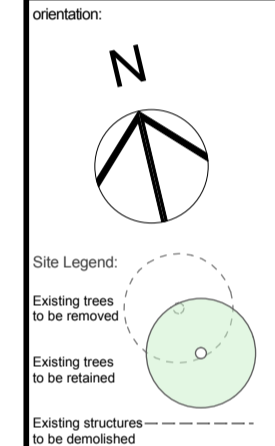 orientation:
N
Site Legend:
Existing trees
to be removed
Existing trees
to be retained
Existing structures
to be demolished